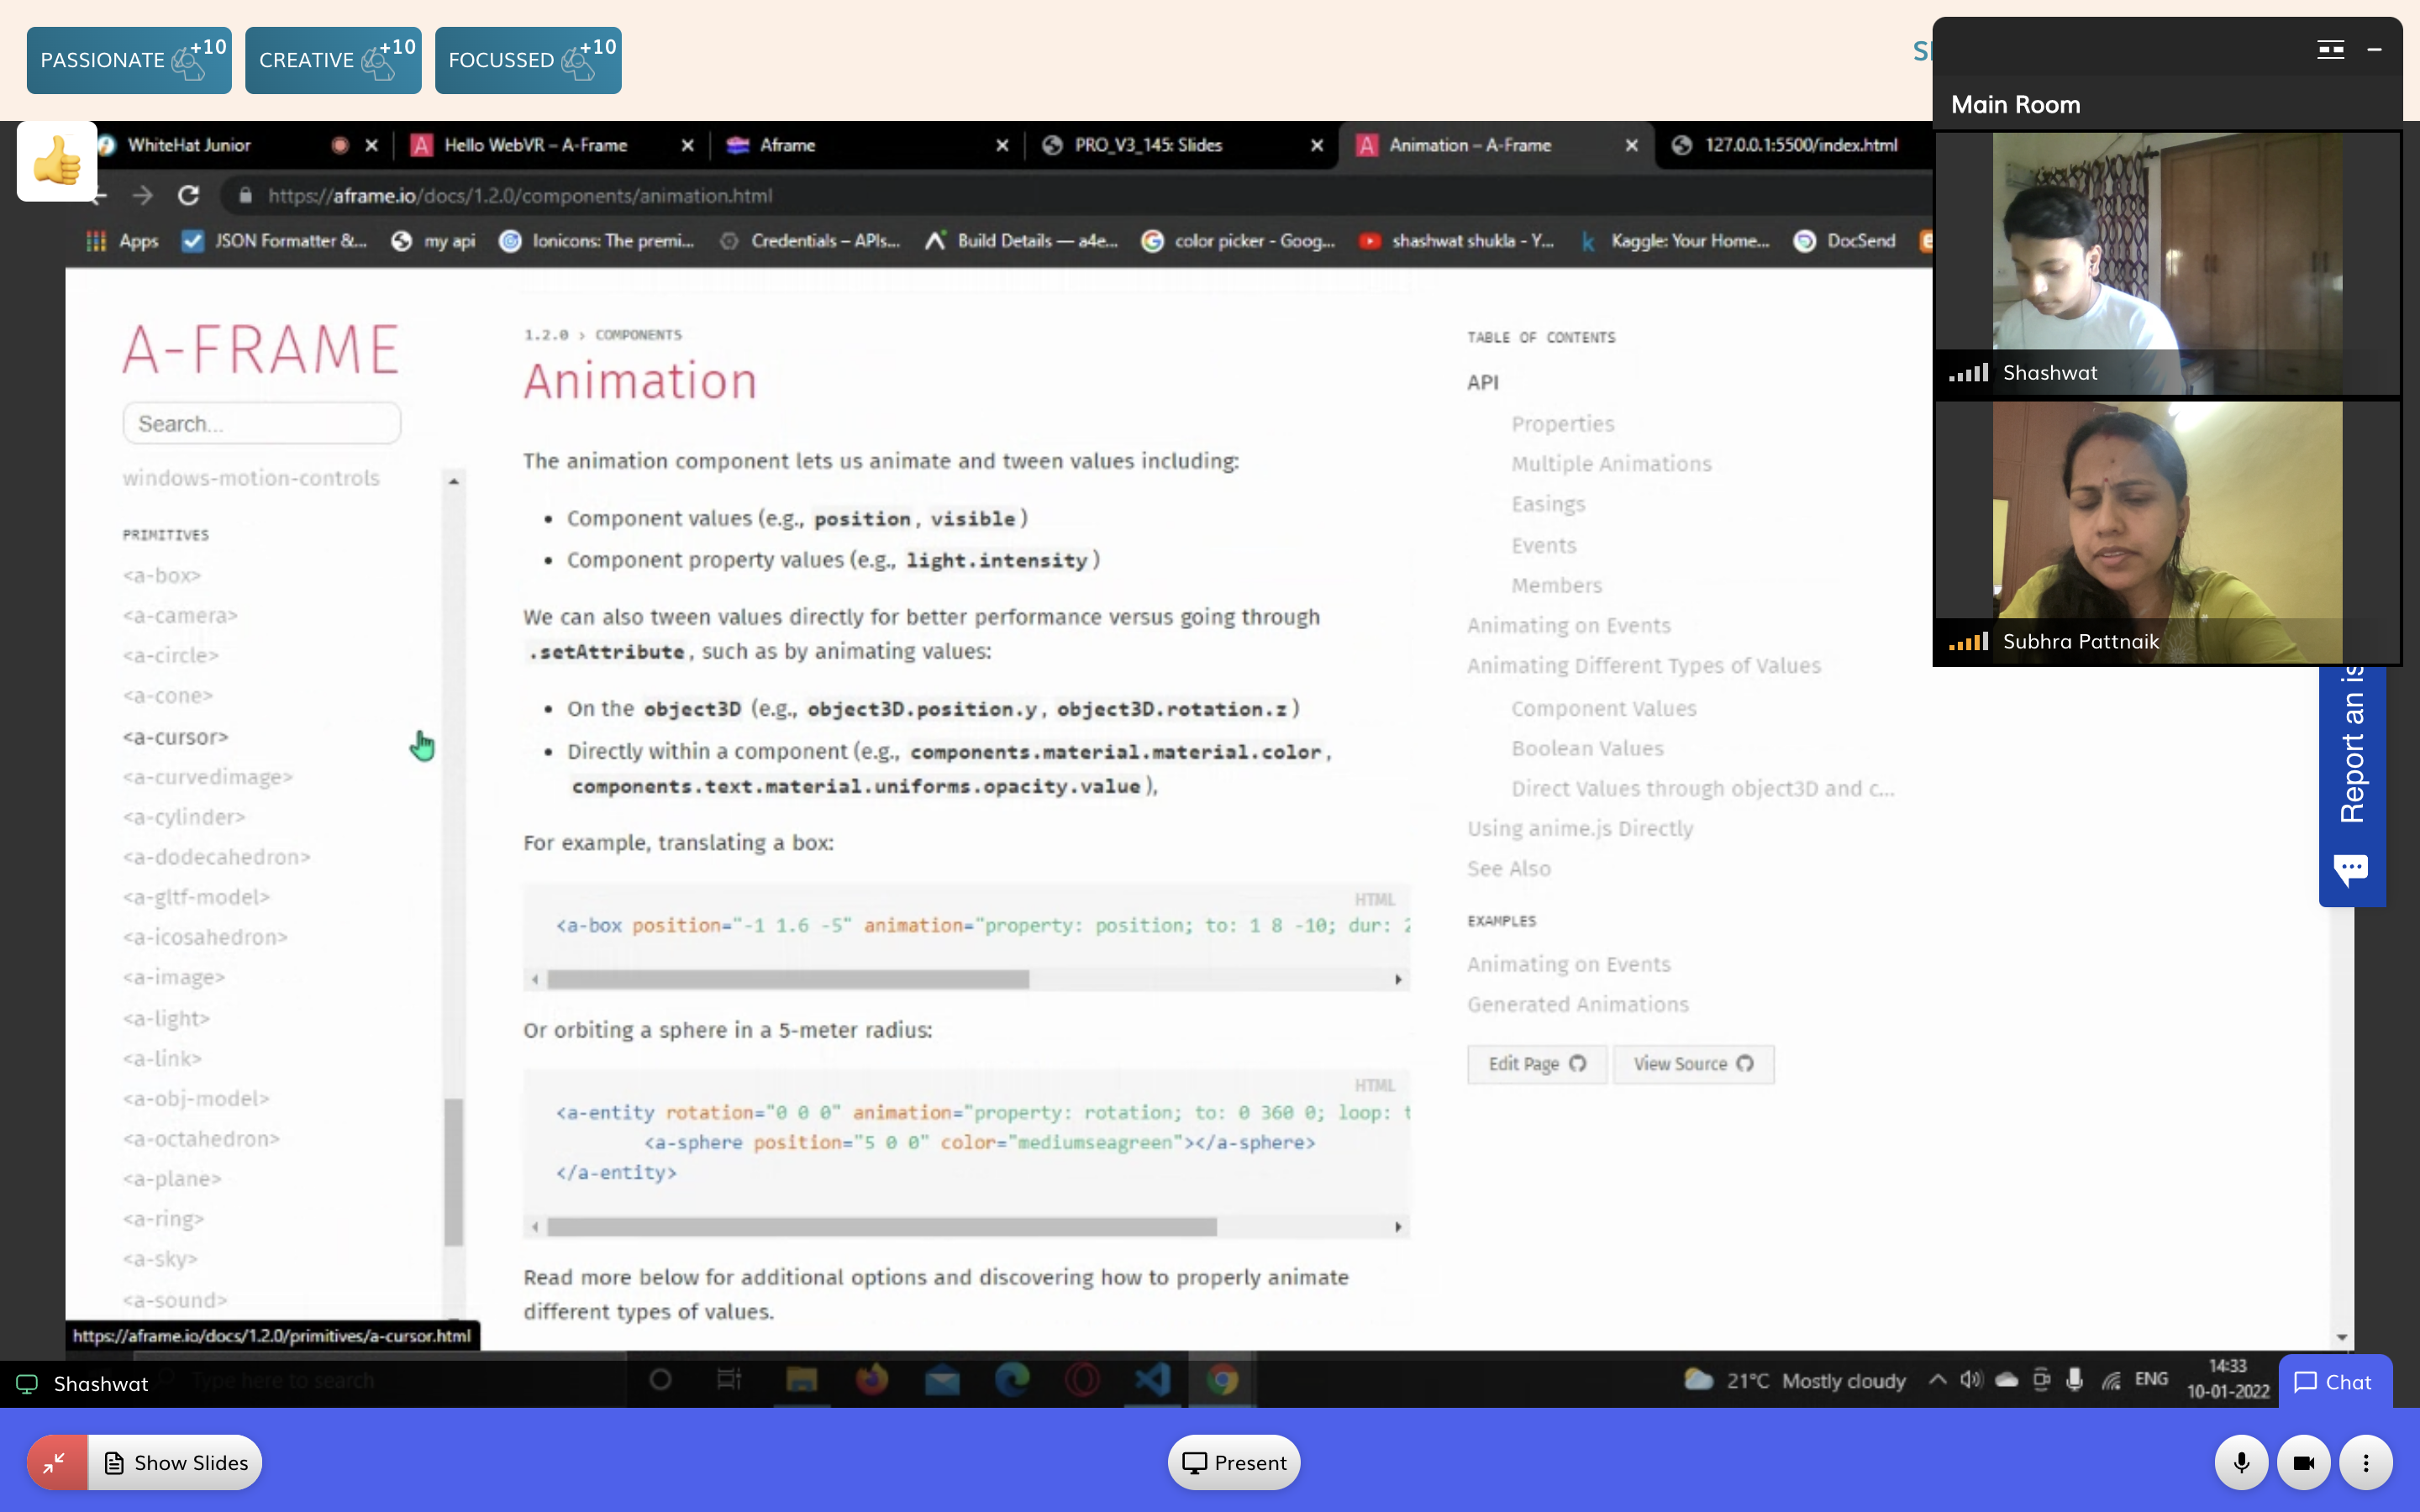 PASSIONATE +10
CREATIVE +10
FOCUSSED +10
Main Room
Shashwat
Subhra Pattnaik
WhiteHat Junior
Hello WebVR – A-Frame
Aframe
PRO_V3_145: Slides
Animation – A-Frame
127.0.0.1:5500/index.html
https://aframe.io/docs/1.2.0/components/animation.html
Apps
JSON Formatter &...
my api
Ionicons: The premi...
Credentials – APIs...
Build Details — a4e...
color picker - Goog...
shashwat shukla - Y...
Kaggle: Your Home...
DocSend
A-FRAME
Search...
windows-motion-controls
PRIMITIVES
<a-box>
<a-camera>
<a-circle>
<a-cone>
<a-cursor>
<a-curvedimage>
<a-cylinder>
<a-dodecahedron>
<a-gltf-model>
<a-icosahedron>
<a-image>
<a-light>
<a-link>
<a-obj-model>
<a-octahedron>
<a-plane>
<a-ring>
<a-sky>
<a-sound>
https://aframe.io/docs/1.2.0/primitives/a-cursor.html
1.2.0 › COMPONENTS
Animation
The animation component lets us animate and tween values including:
• Component values (e.g., position, visible)
• Component property values (e.g., light.intensity)
We can also tween values directly for better performance versus going through
.setAttribute, such as by animating values:
• On the object3D (e.g., object3D.position.y, object3D.rotation.z)
• Directly within a component (e.g., components.material.material.color,
components.text.material.uniforms.opacity.value),
For example, translating a box:
HTML
<a-box position="-1 1.6 -5" animation="property: position; to: 1 8 -10; dur: 2
Or orbiting a sphere in a 5-meter radius:
HTML
<a-entity rotation="0 0 0" animation="property: rotation; to: 0 360 0; loop: t
<a-sphere position="5 0 0" color="mediumseagreen"></a-sphere>
</a-entity>
Read more below for additional options and discovering how to properly animate
different types of values.
TABLE OF CONTENTS
API
Properties
Multiple Animations
Easings
Events
Members
Animating on Events
Animating Different Types of Values
Component Values
Boolean Values
Direct Values through object3D and c...
Using anime.js Directly
See Also
EXAMPLES
Animating on Events
Generated Animations
Edit Page
View Source
Report an is
Shashwat
Type here to search
21°C Mostly cloudy
ENG
14:33
10-01-2022
Chat
Show Slides
Present